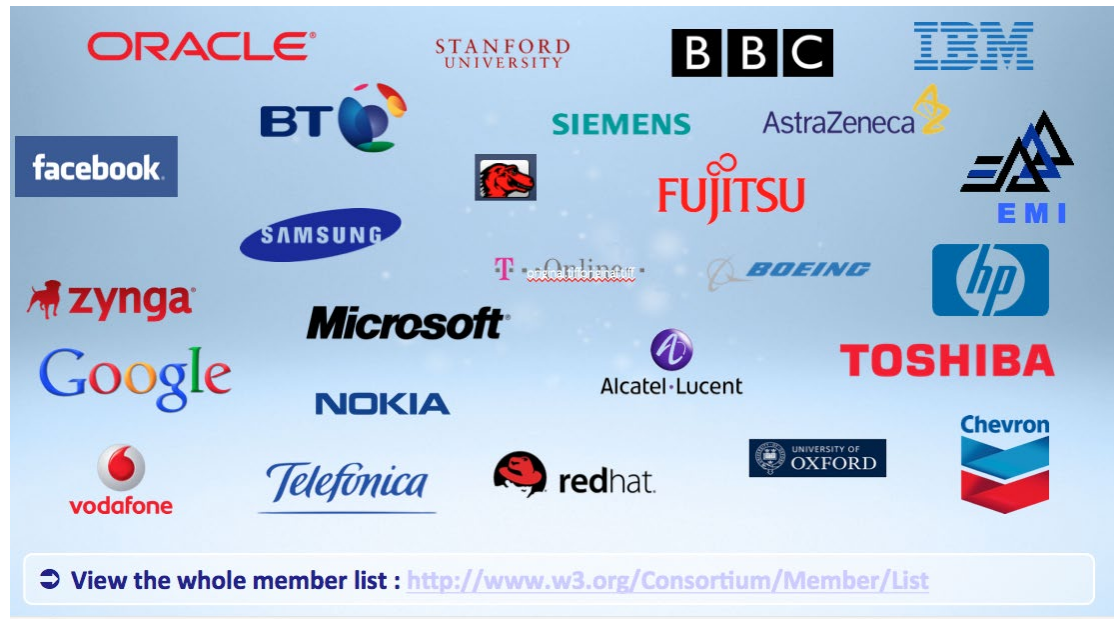 ORACLE®
STANFORD
UNIVERSITY
BBC
IBM
BT
SIEMENS
AstraZeneca
facebook.
FUJITSU
EMI
SAMSUNG
T · · Online ·
BOEING
hp
zynga®
Microsoft®
Google
Alcatel·Lucent
TOSHIBA
NOKIA
Chevron
vodafone
Telefónica
redhat.
UNIVERSITY OF
OXFORD
➲ View the whole member list : http://www.w3.org/Consortium/Member/List